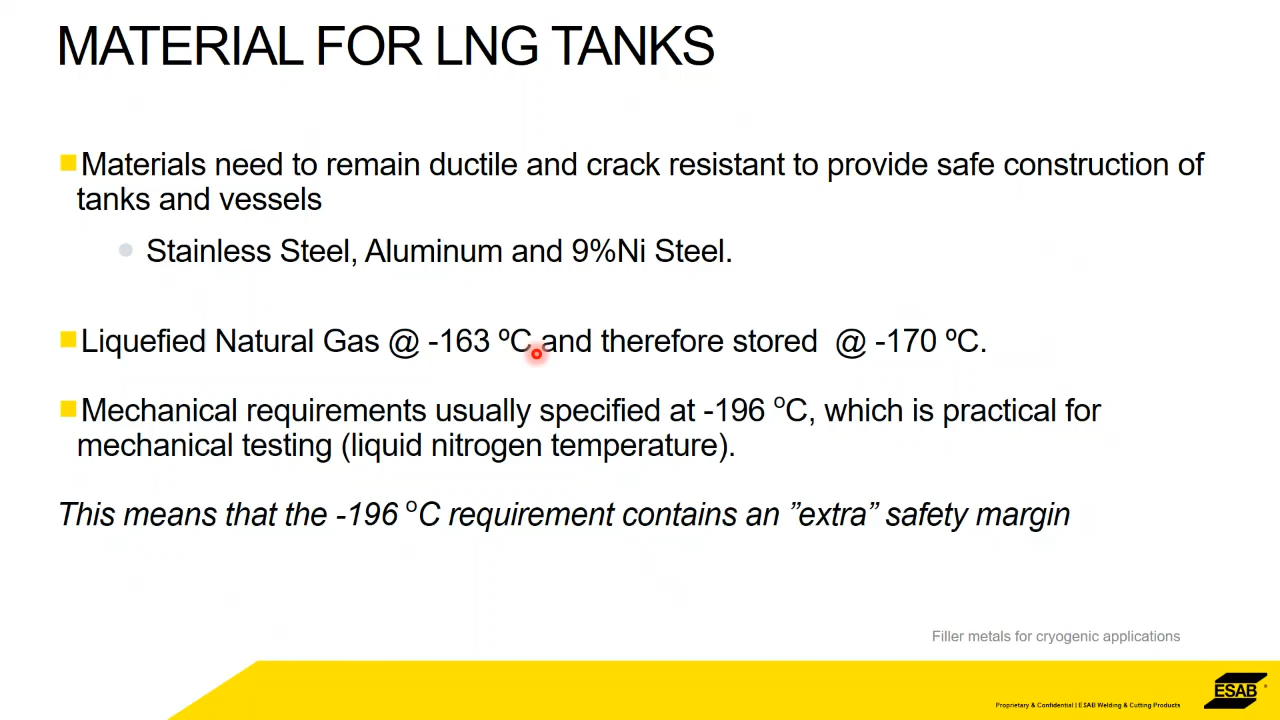 MATERIAL FOR LNG TANKS
Materials need to remain ductile and crack resistant to provide safe construction of
tanks and vessels
Stainless Steel, Aluminum and 9%Ni Steel.
Liquefied Natural Gas @ -163 ºC and therefore stored @ -170 ºC.
Mechanical requirements usually specified at -196 ºC, which is practical for
mechanical testing (liquid nitrogen temperature).
This means that the -196 ºC requirement contains an ”extra” safety margin
Filler metals for cryogenic applications
Proprietary & Confidential | ESAB Welding & Cutting Products
ESAB